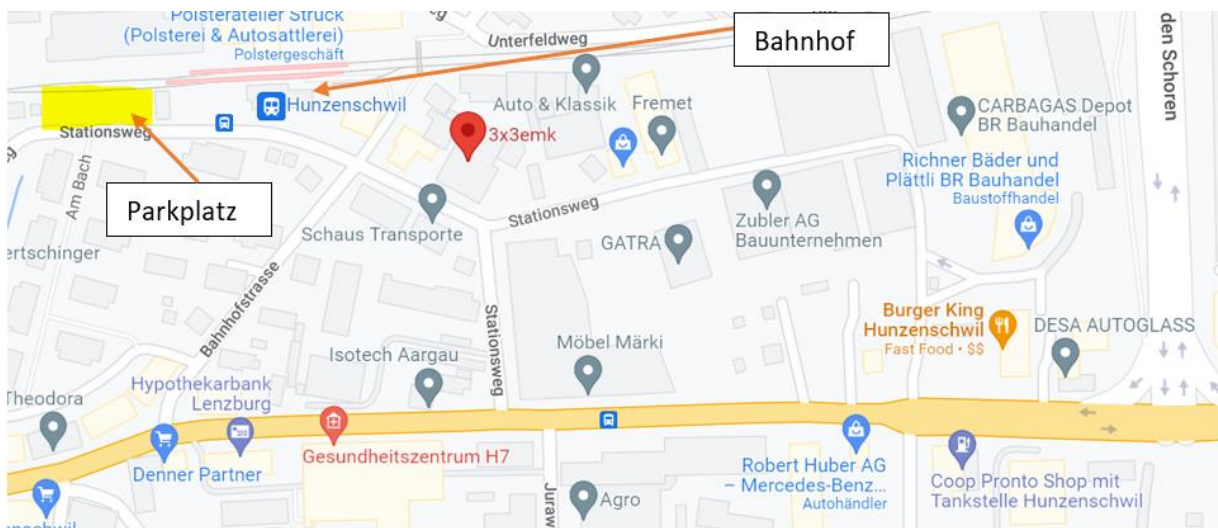 Polsteratelier Struck
(Polsterei & Autosattlerei)
Polstergeschäft
Unterfeldweg
Bahnhof
den Schoren
Hunzenschwil
Auto & Klassik
Fremet
CARBAGAS Depot
BR Bauhandel
Stationsweg
3x3emk
Richner Bäder und
Plättli BR Bauhandel
Baustoffhandel
Am Bach
Parkplatz
Stationsweg
Schaus Transporte
GATRA
Zubler AG
Bauunternehmen
ertschinger
Bahnhofstrasse
Stationsweg
Burger King
Hunzenschwil
Fast Food • $$
DESA AUTOGLASS
Möbel Märki
Isotech Aargau
Hypothekarbank
Lenzburg
Theodora
Denner Partner
Gesundheitszentrum H7
Robert Huber AG
– Mercedes-Benz...
Autohändler
Coop Pronto Shop mit
Tankstelle Hunzenschwil
Juraw
Agro